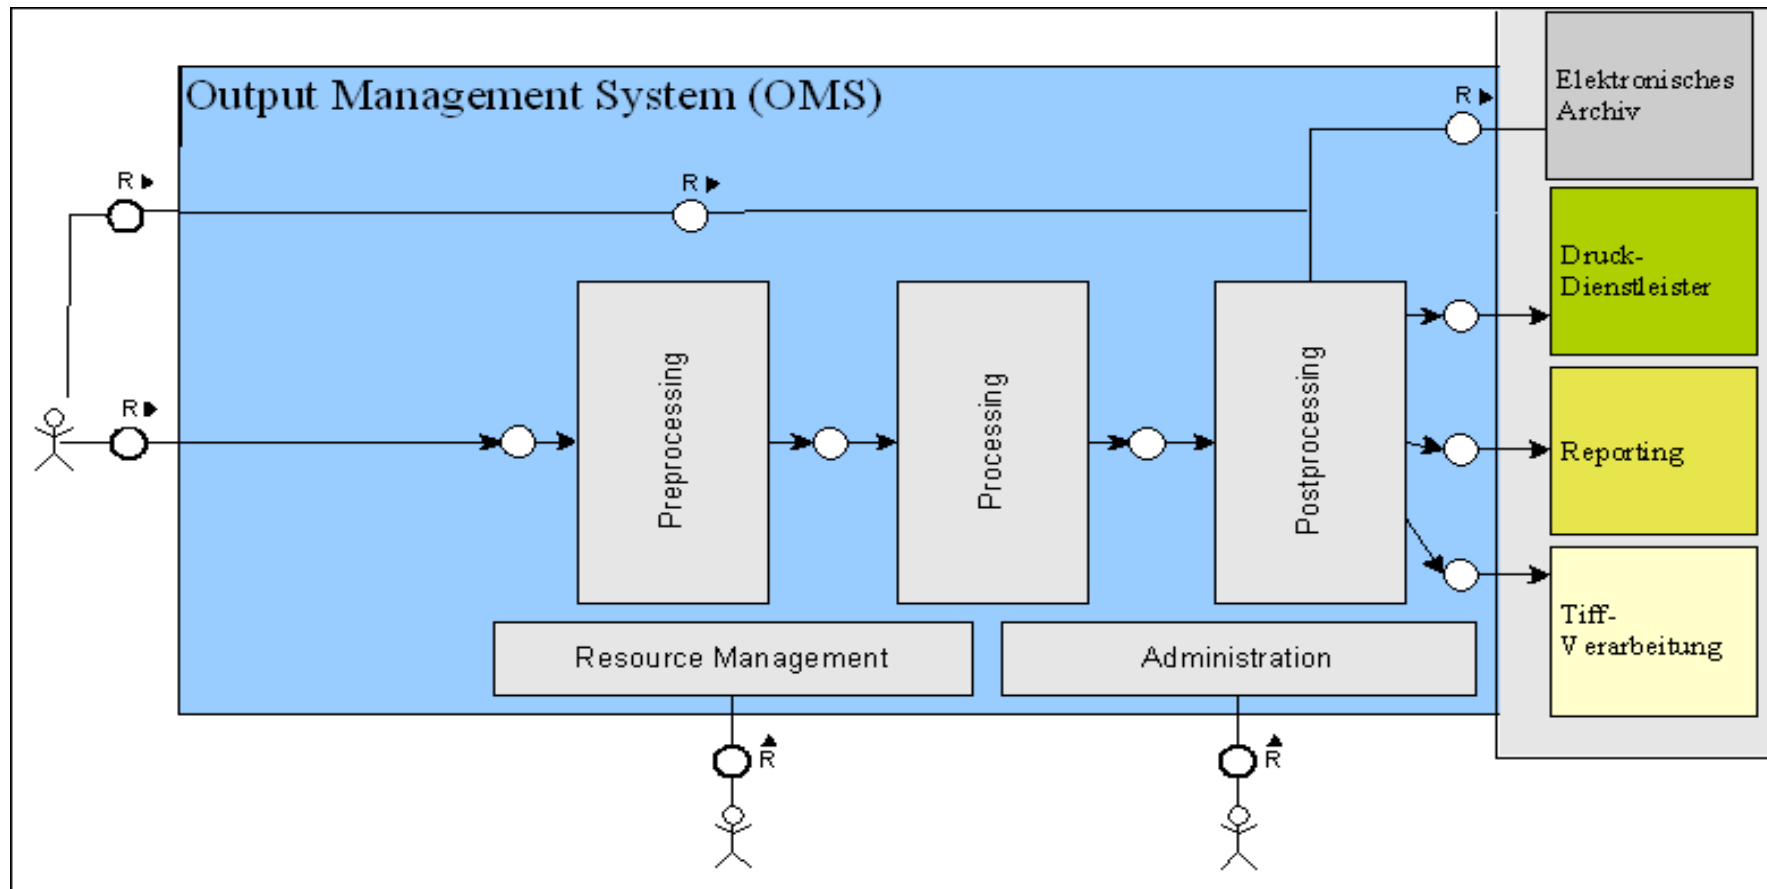 Output Management System (OMS)
R
Elektronisches
Archiv
R
R
Druck-
Dienstleister
R
Preprocessing
Processing
Postprocessing
Reporting
Tiff-
Verarbeitung
Resource Management
Administration
R
R